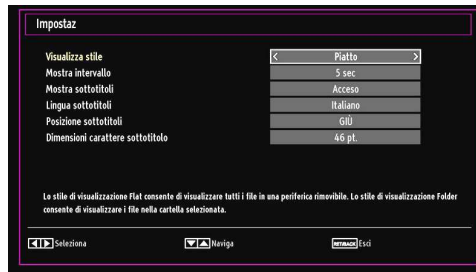 Impostaz
Visualizza stile < Piatto >
Mostra intervallo 5 sec
Mostra sottotitoli Acceso
Lingua sottotitoli Italiano
Posizione sottotitoli GIÙ
Dimensioni carattere sottotitolo 46 pt.
Lo stile di visualizzazione Flat consente di visualizzare tutti i file in una periferica rimovibile. Lo stile di visualizzazione Folder
consente di visualizzare i file nella cartella selezionata.
Seleziona Naviga RET/BACK Esci